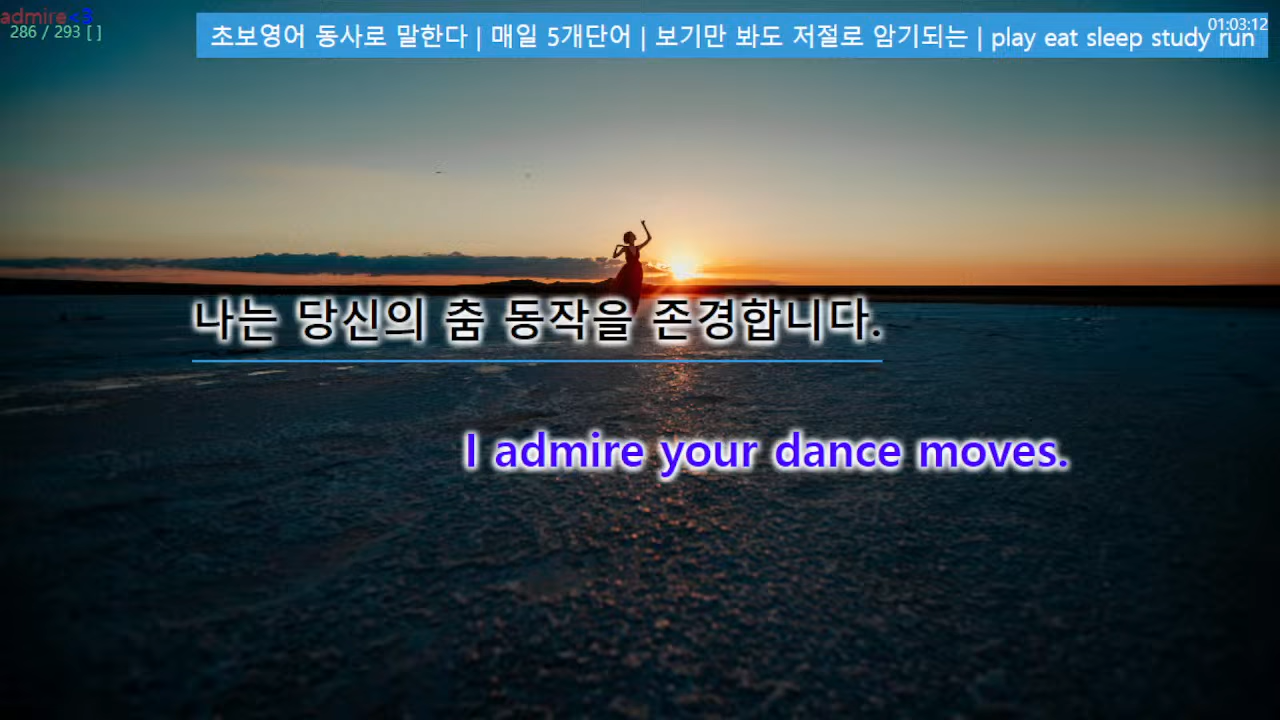 admire<3
286 / 293 [ ]
초보영어 동사로 말한다 | 매일 5개단어 | 보기만 봐도 저절로 암기되는 | play eat sleep study run
01:03:12
나는 당신의 춤 동작을 존경합니다.
I admire your dance moves.